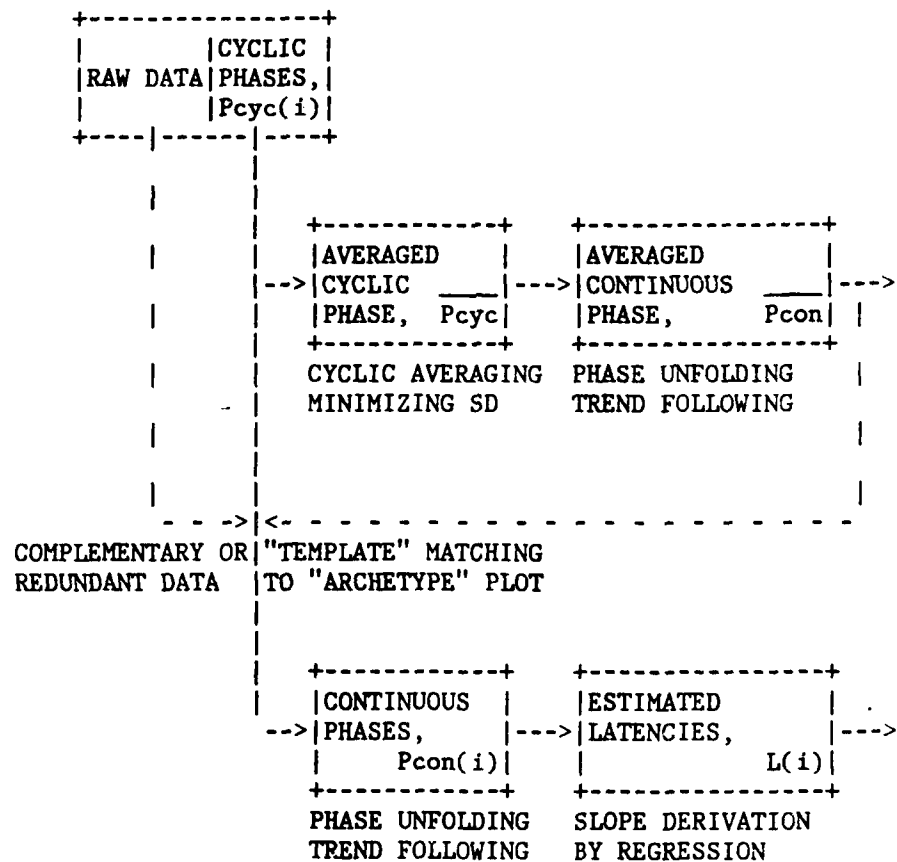 CYCLIC
RAW DATA PHASES,
Pcyc(i)
AVERAGED
CYCLIC
PHASE, Pcyc
AVERAGED
CONTINUOUS
PHASE, Pcon
CYCLIC AVERAGING
MINIMIZING SD
PHASE UNFOLDING
TREND FOLLOWING
COMPLEMENTARY OR
REDUNDANT DATA
"TEMPLATE" MATCHING
TO "ARCHETYPE" PLOT
CONTINUOUS
PHASES,
Pcon(i)
ESTIMATED
LATENCIES,
L(i)
PHASE UNFOLDING
TREND FOLLOWING
SLOPE DERIVATION
BY REGRESSION